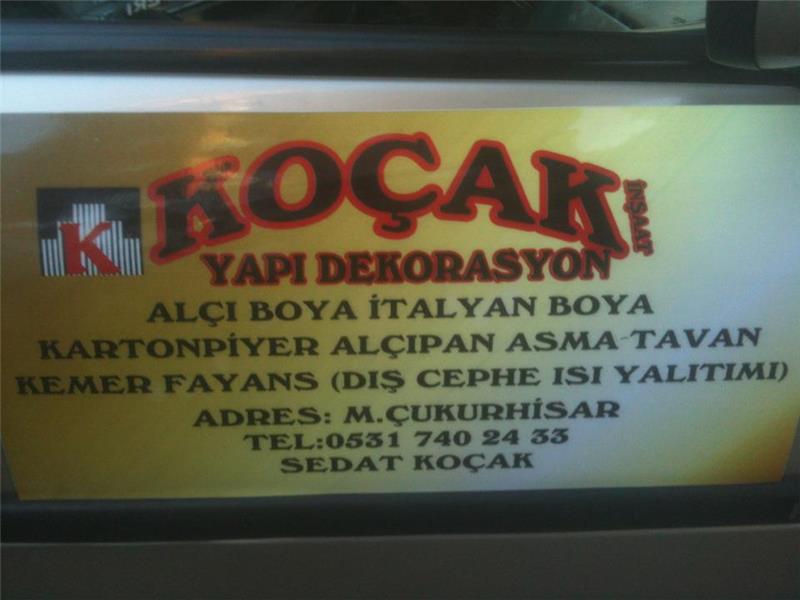 K
KOÇAK
İNŞAAT
YAPI DEKORASYON
ALÇI BOYA İTALYAN BOYA
KARTONPİYER ALÇIPAN ASMA-TAVAN
KEMER FAYANS (DIŞ CEPHE ISI YALITIMI)
ADRES: M.ÇUKURHİSAR
TEL:0531 740 24 33
SEDAT KOÇAK